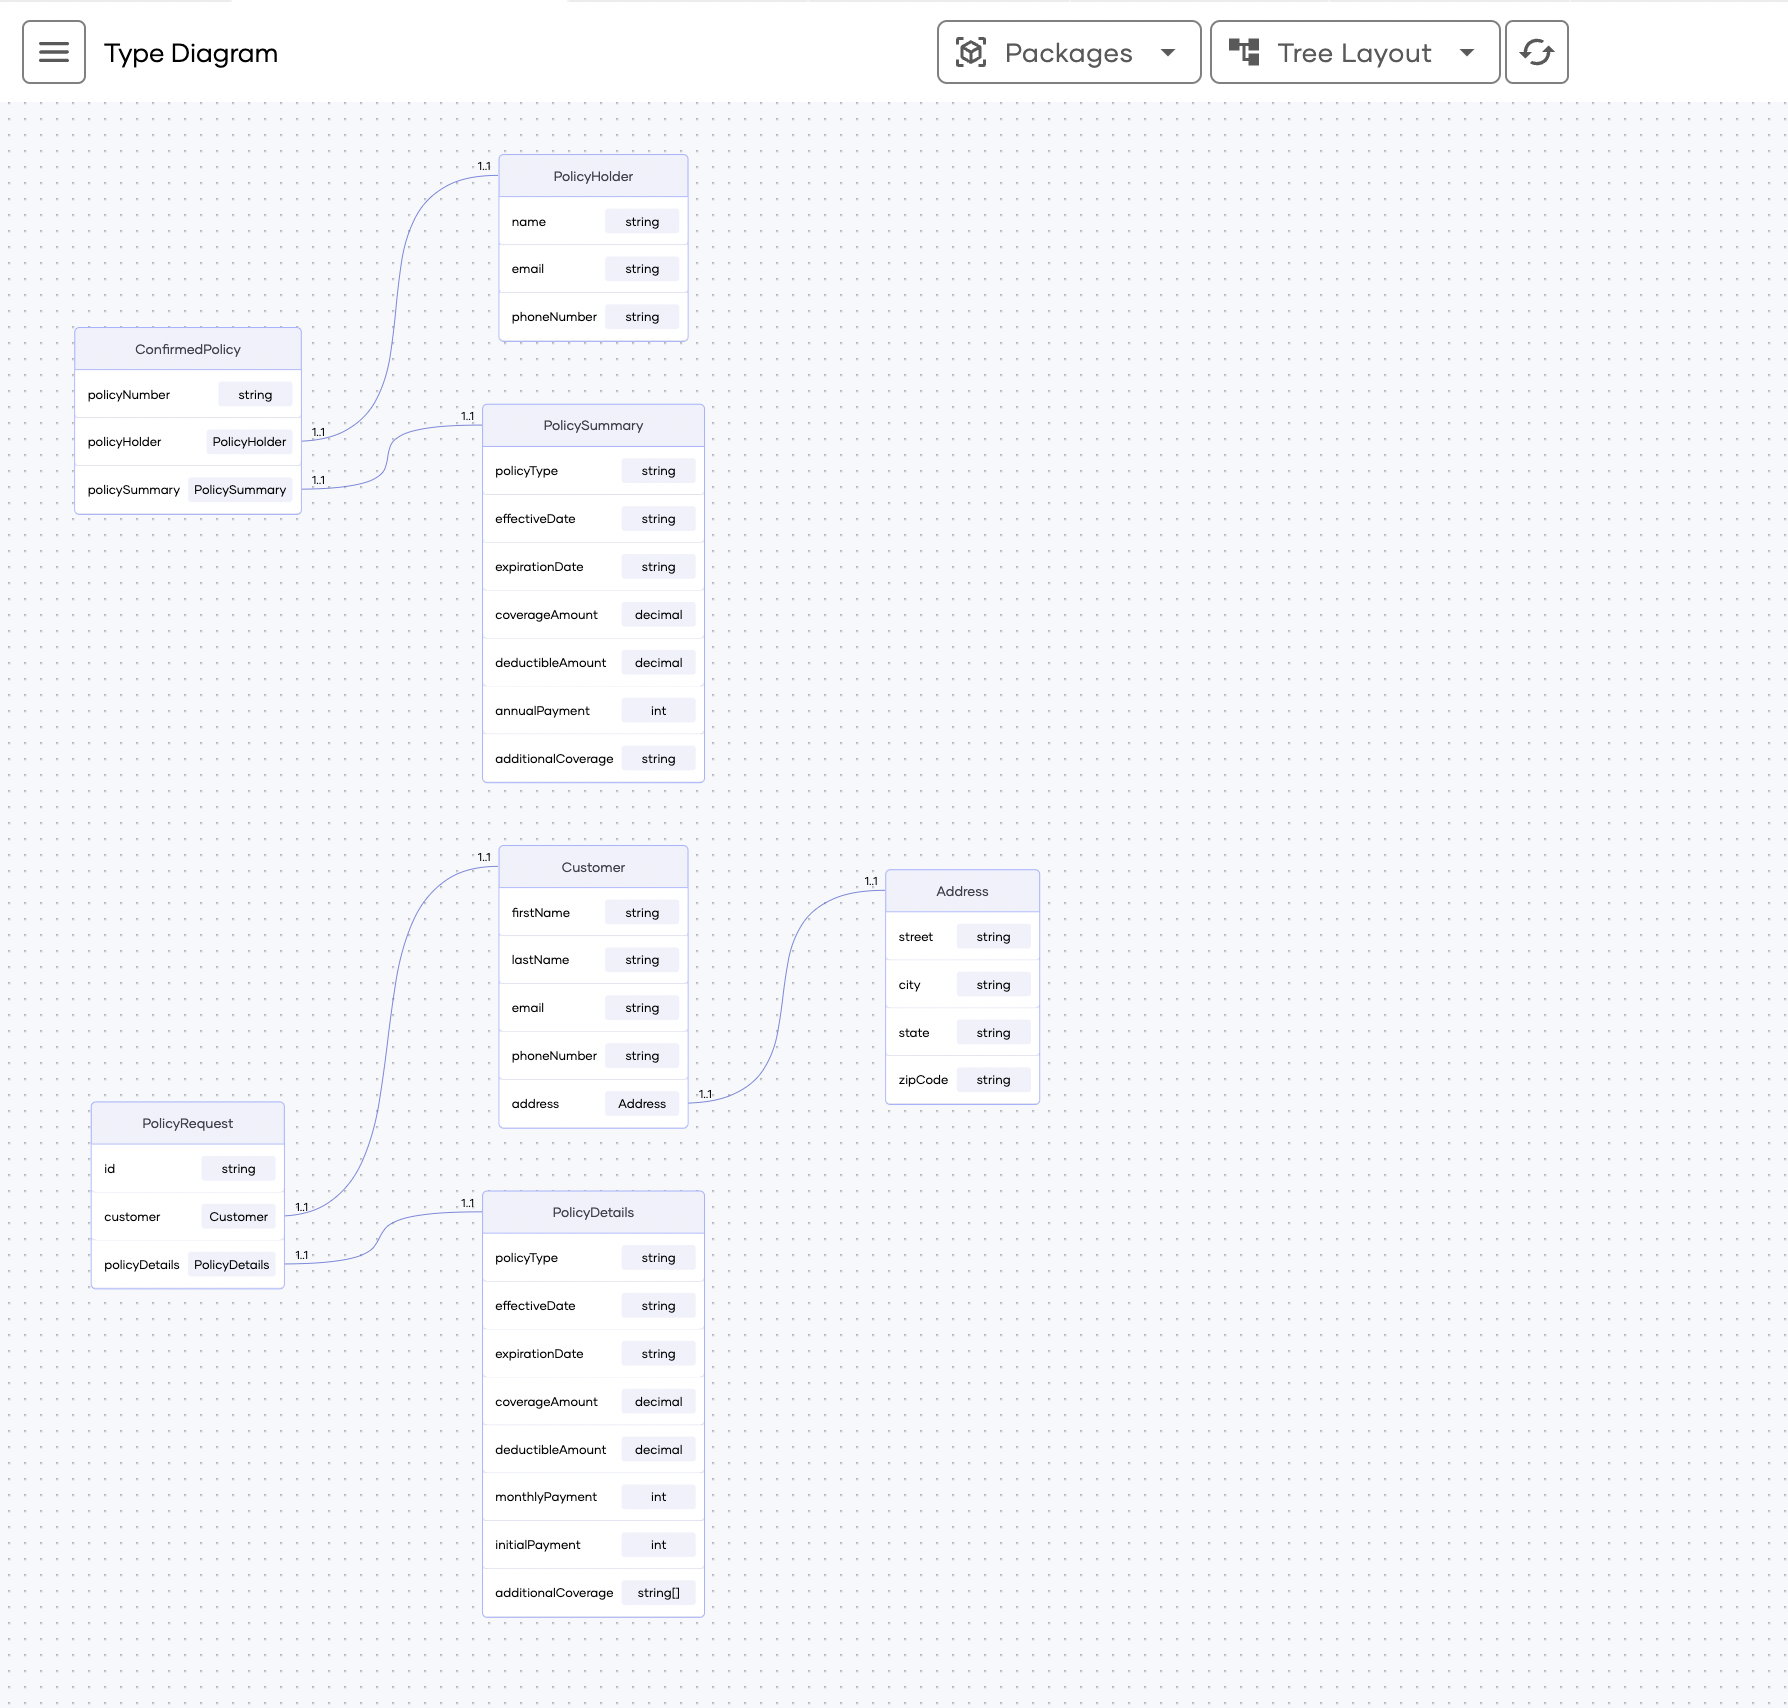 Type Diagram
Packages
Tree Layout
1..1
PolicyHolder
name string
email string
phoneNumber string
ConfirmedPolicy
policyNumber string
policyHolder PolicyHolder
1..1
policySummary PolicySummary
1..1
1..1
PolicySummary
policyType string
effectiveDate string
expirationDate string
coverageAmount decimal
deductibleAmount decimal
annualPayment int
additionalCoverage string
1..1
Customer
firstName string
lastName string
email string
phoneNumber string
address Address
1..1
1..1
Address
street string
city string
state string
zipCode string
PolicyRequest
id string
customer Customer
1..1
policyDetails PolicyDetails
1..1
1..1
PolicyDetails
policyType string
effectiveDate string
expirationDate string
coverageAmount decimal
deductibleAmount decimal
monthlyPayment int
initialPayment int
additionalCoverage string[]